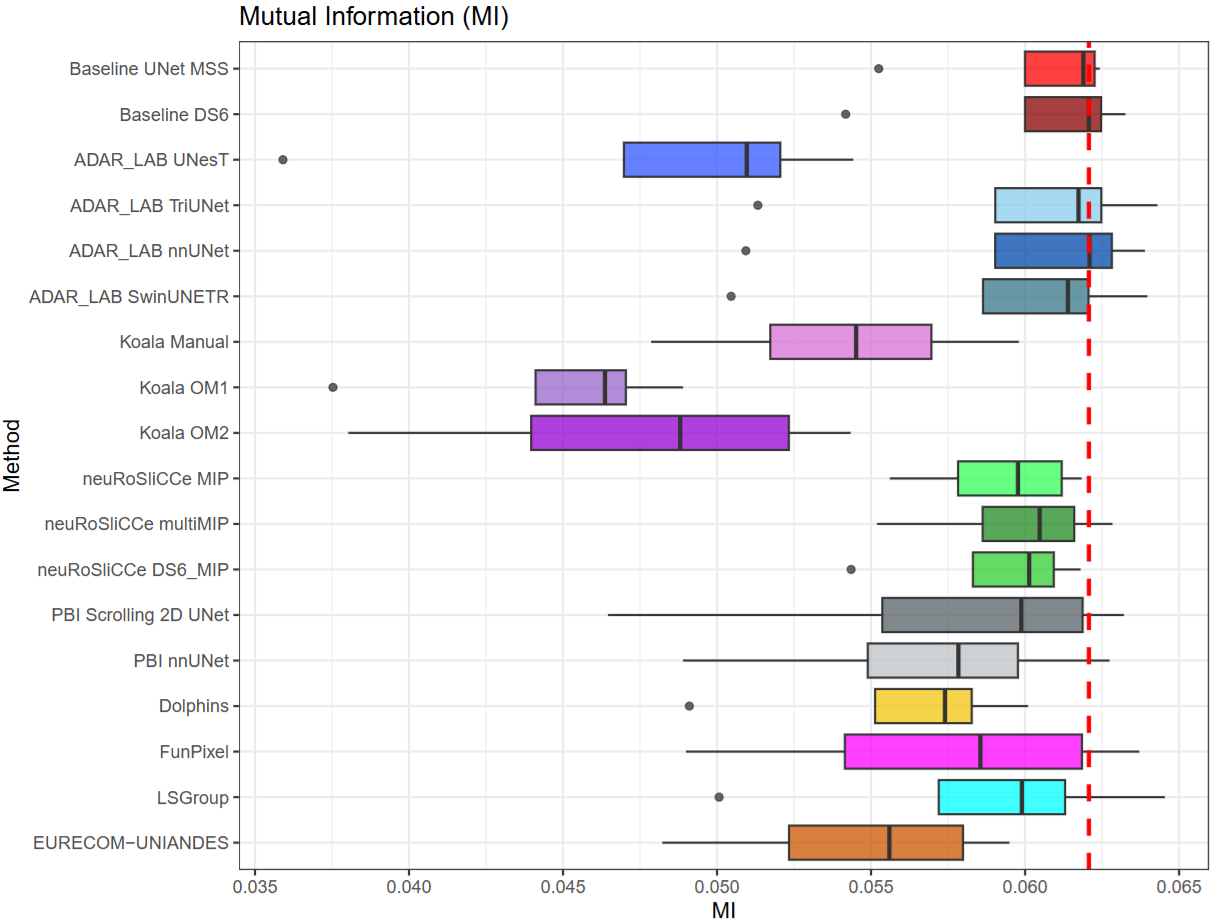 Mutual Information (MI)
Baseline UNet MSS
Baseline DS6
ADAR_LAB UNesT
ADAR_LAB TriUNet
ADAR_LAB nnUNet
ADAR_LAB SwinUNETR
Koala Manual
Koala OM1
Koala OM2
neuRoSliCCe MIP
neuRoSliCCe multiMIP
neuRoSliCCe DS6_MIP
PBI Scrolling 2D UNet
PBI nnUNet
Dolphins
FunPixel
LSGroup
EURECOM−UNIANDES
Method
0.035 0.040 0.045 0.050 0.055 0.060 0.065
MI